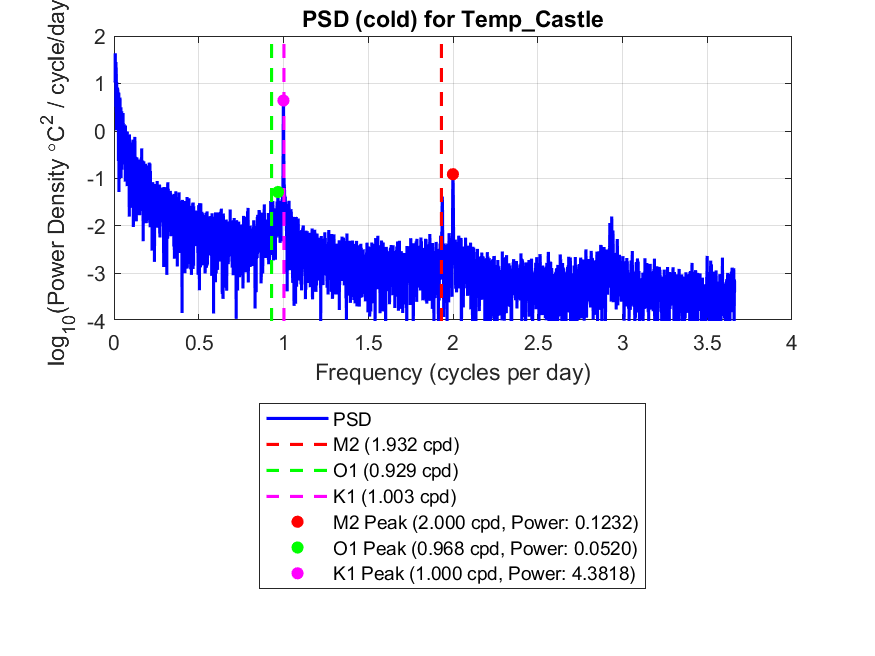 PSD (cold) for Temp_Castle
log10(Power Density °C2 / cycle/day
2
1
0
-1
-2
-3
-4
0
0.5
1
1.5
2
2.5
3
3.5
4
Frequency (cycles per day)
PSD
M2 (1.932 cpd)
O1 (0.929 cpd)
K1 (1.003 cpd)
M2 Peak (2.000 cpd, Power: 0.1232)
O1 Peak (0.968 cpd, Power: 0.0520)
K1 Peak (1.000 cpd, Power: 4.3818)